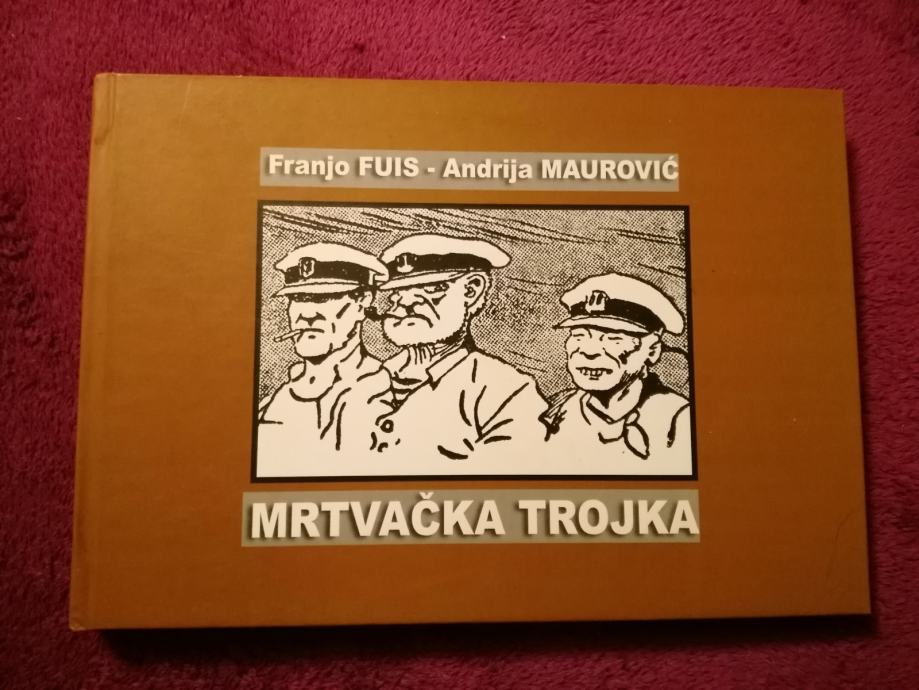 Franjo FUIS - Andrija MAUROVIĆ
MRTVAČKA TROJKA